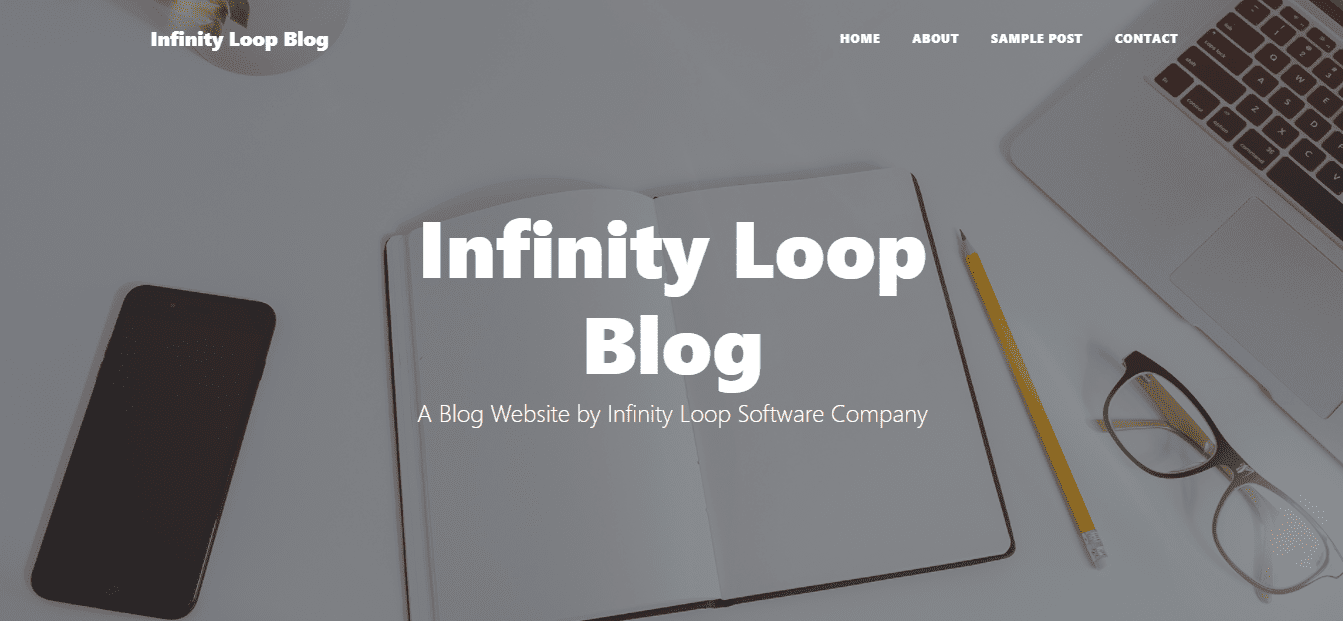 Infinity Loop Blog
HOME ABOUT SAMPLE POST CONTACT
Infinity Loop
Blog
A Blog Website by Infinity Loop Software Company